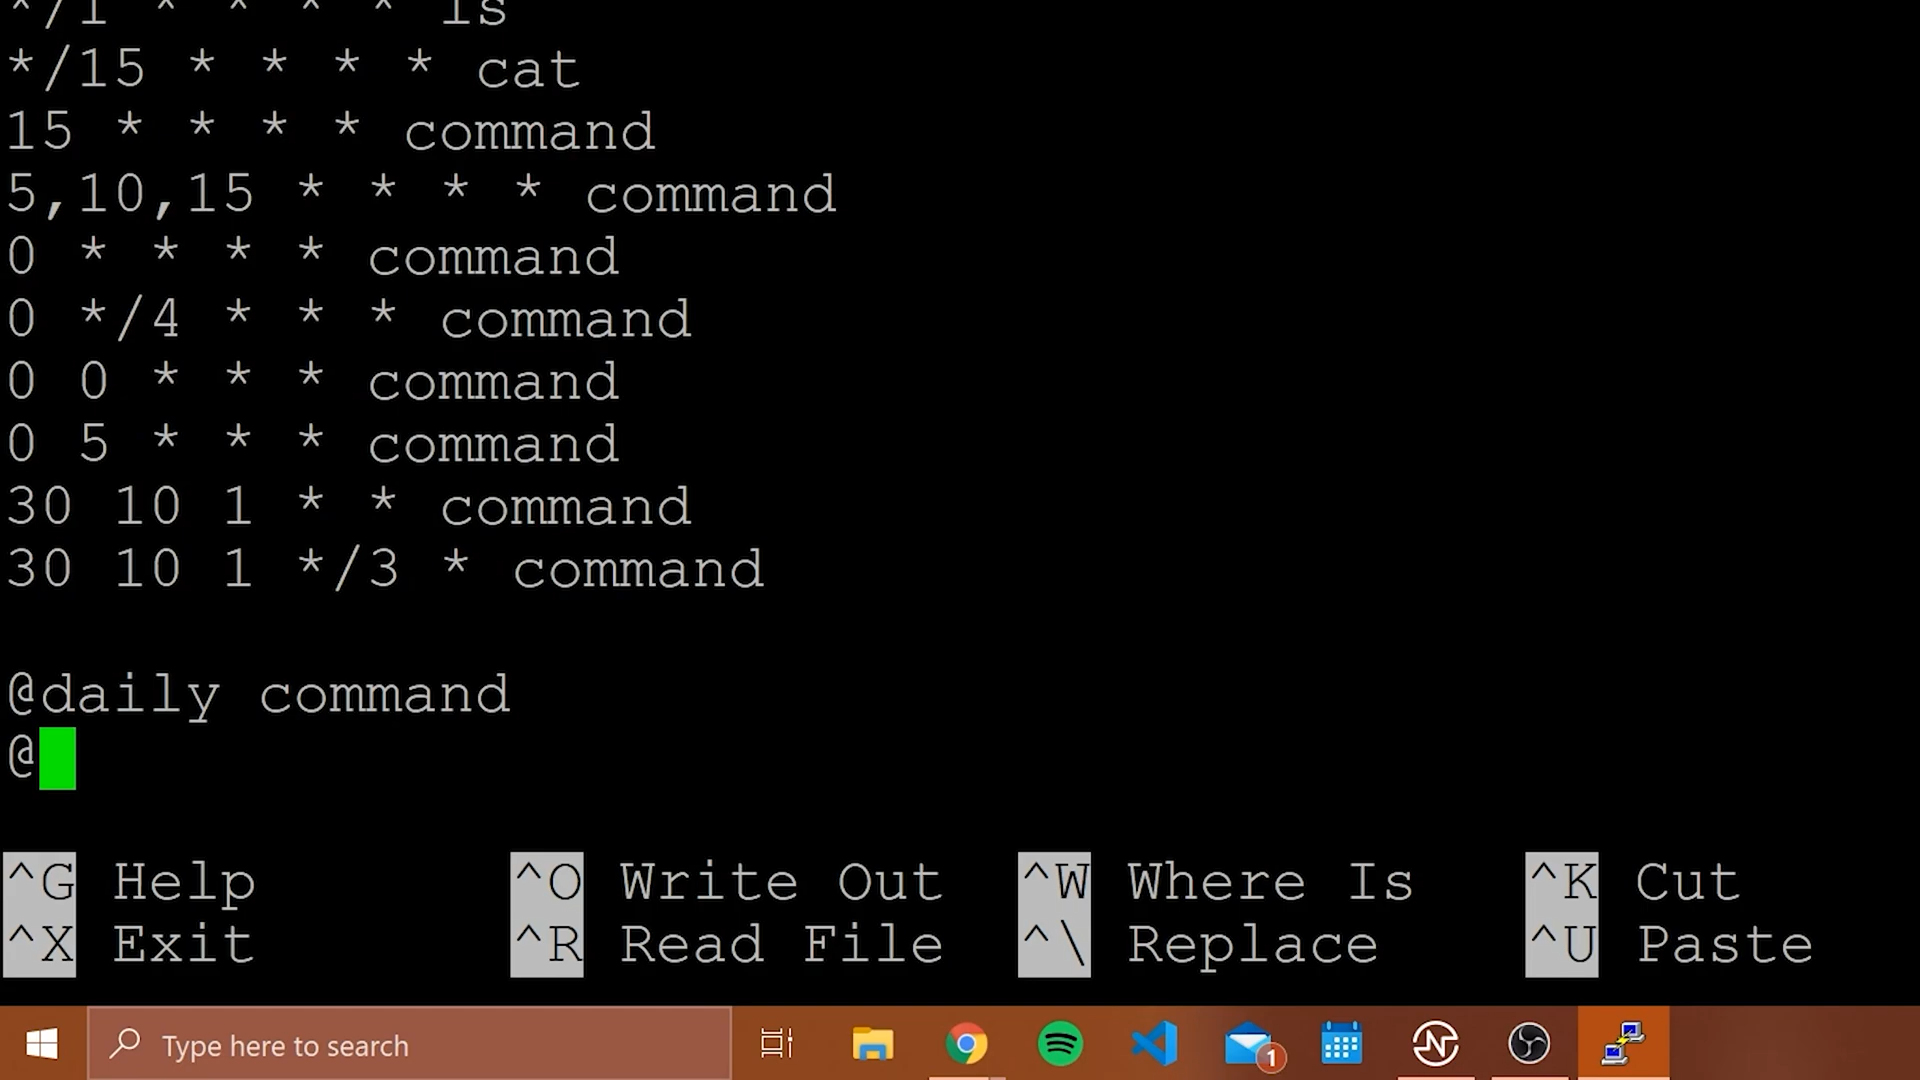 */1 * * * * ls
*/15 * * * * cat
15 * * * * command
5,10,15 * * * * command
0 * * * * command
0 */4 * * * command
0 0 * * * command
0 5 * * * command
30 10 1 * * command
30 10 1 */3 * command
@daily command
@
^G Help ^O Write Out ^W Where Is ^K Cut
^X Exit ^R Read File ^\ Replace ^U Paste
Type here to search
1